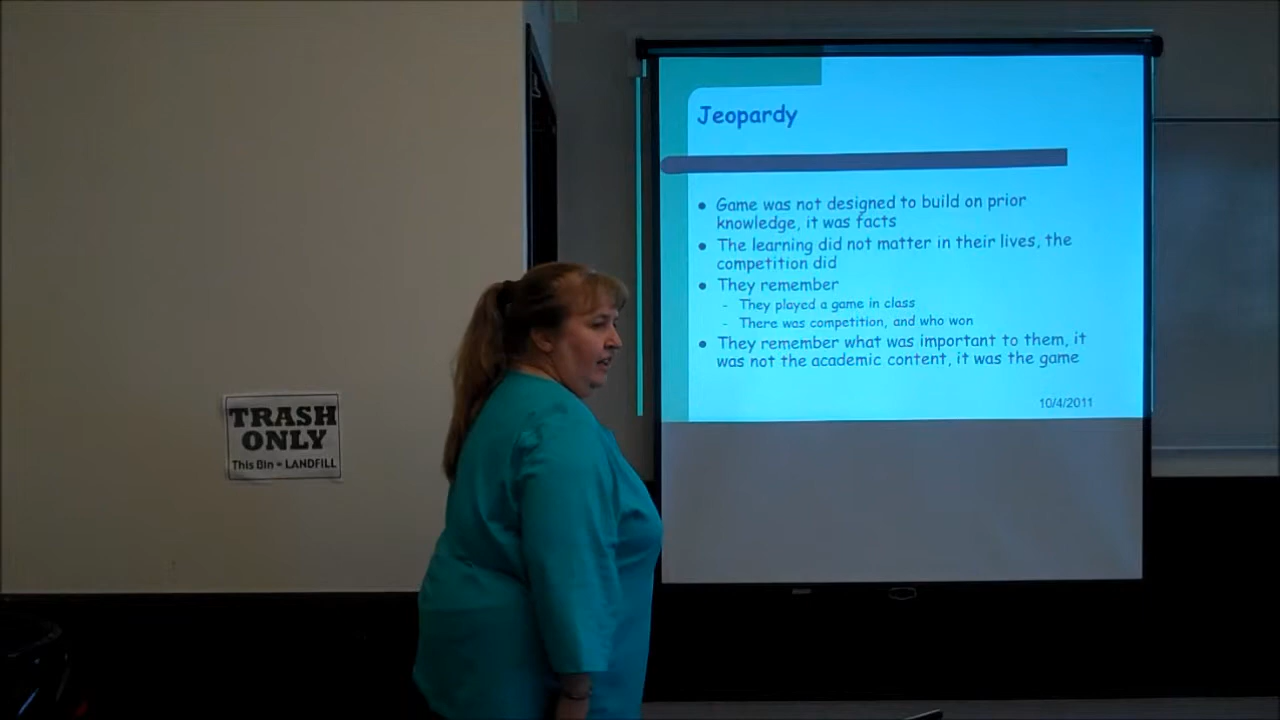 Jeopardy
• Game was not designed to build on prior
knowledge, it was facts
• The learning did not matter in their lives, the
competition did
• They remember
- They played a game in class
- There was competition, and who won
• They remember what was important to them, it
was not the academic content, it was the game
10/4/2011
TRASH
ONLY
This Bin = LANDFILL